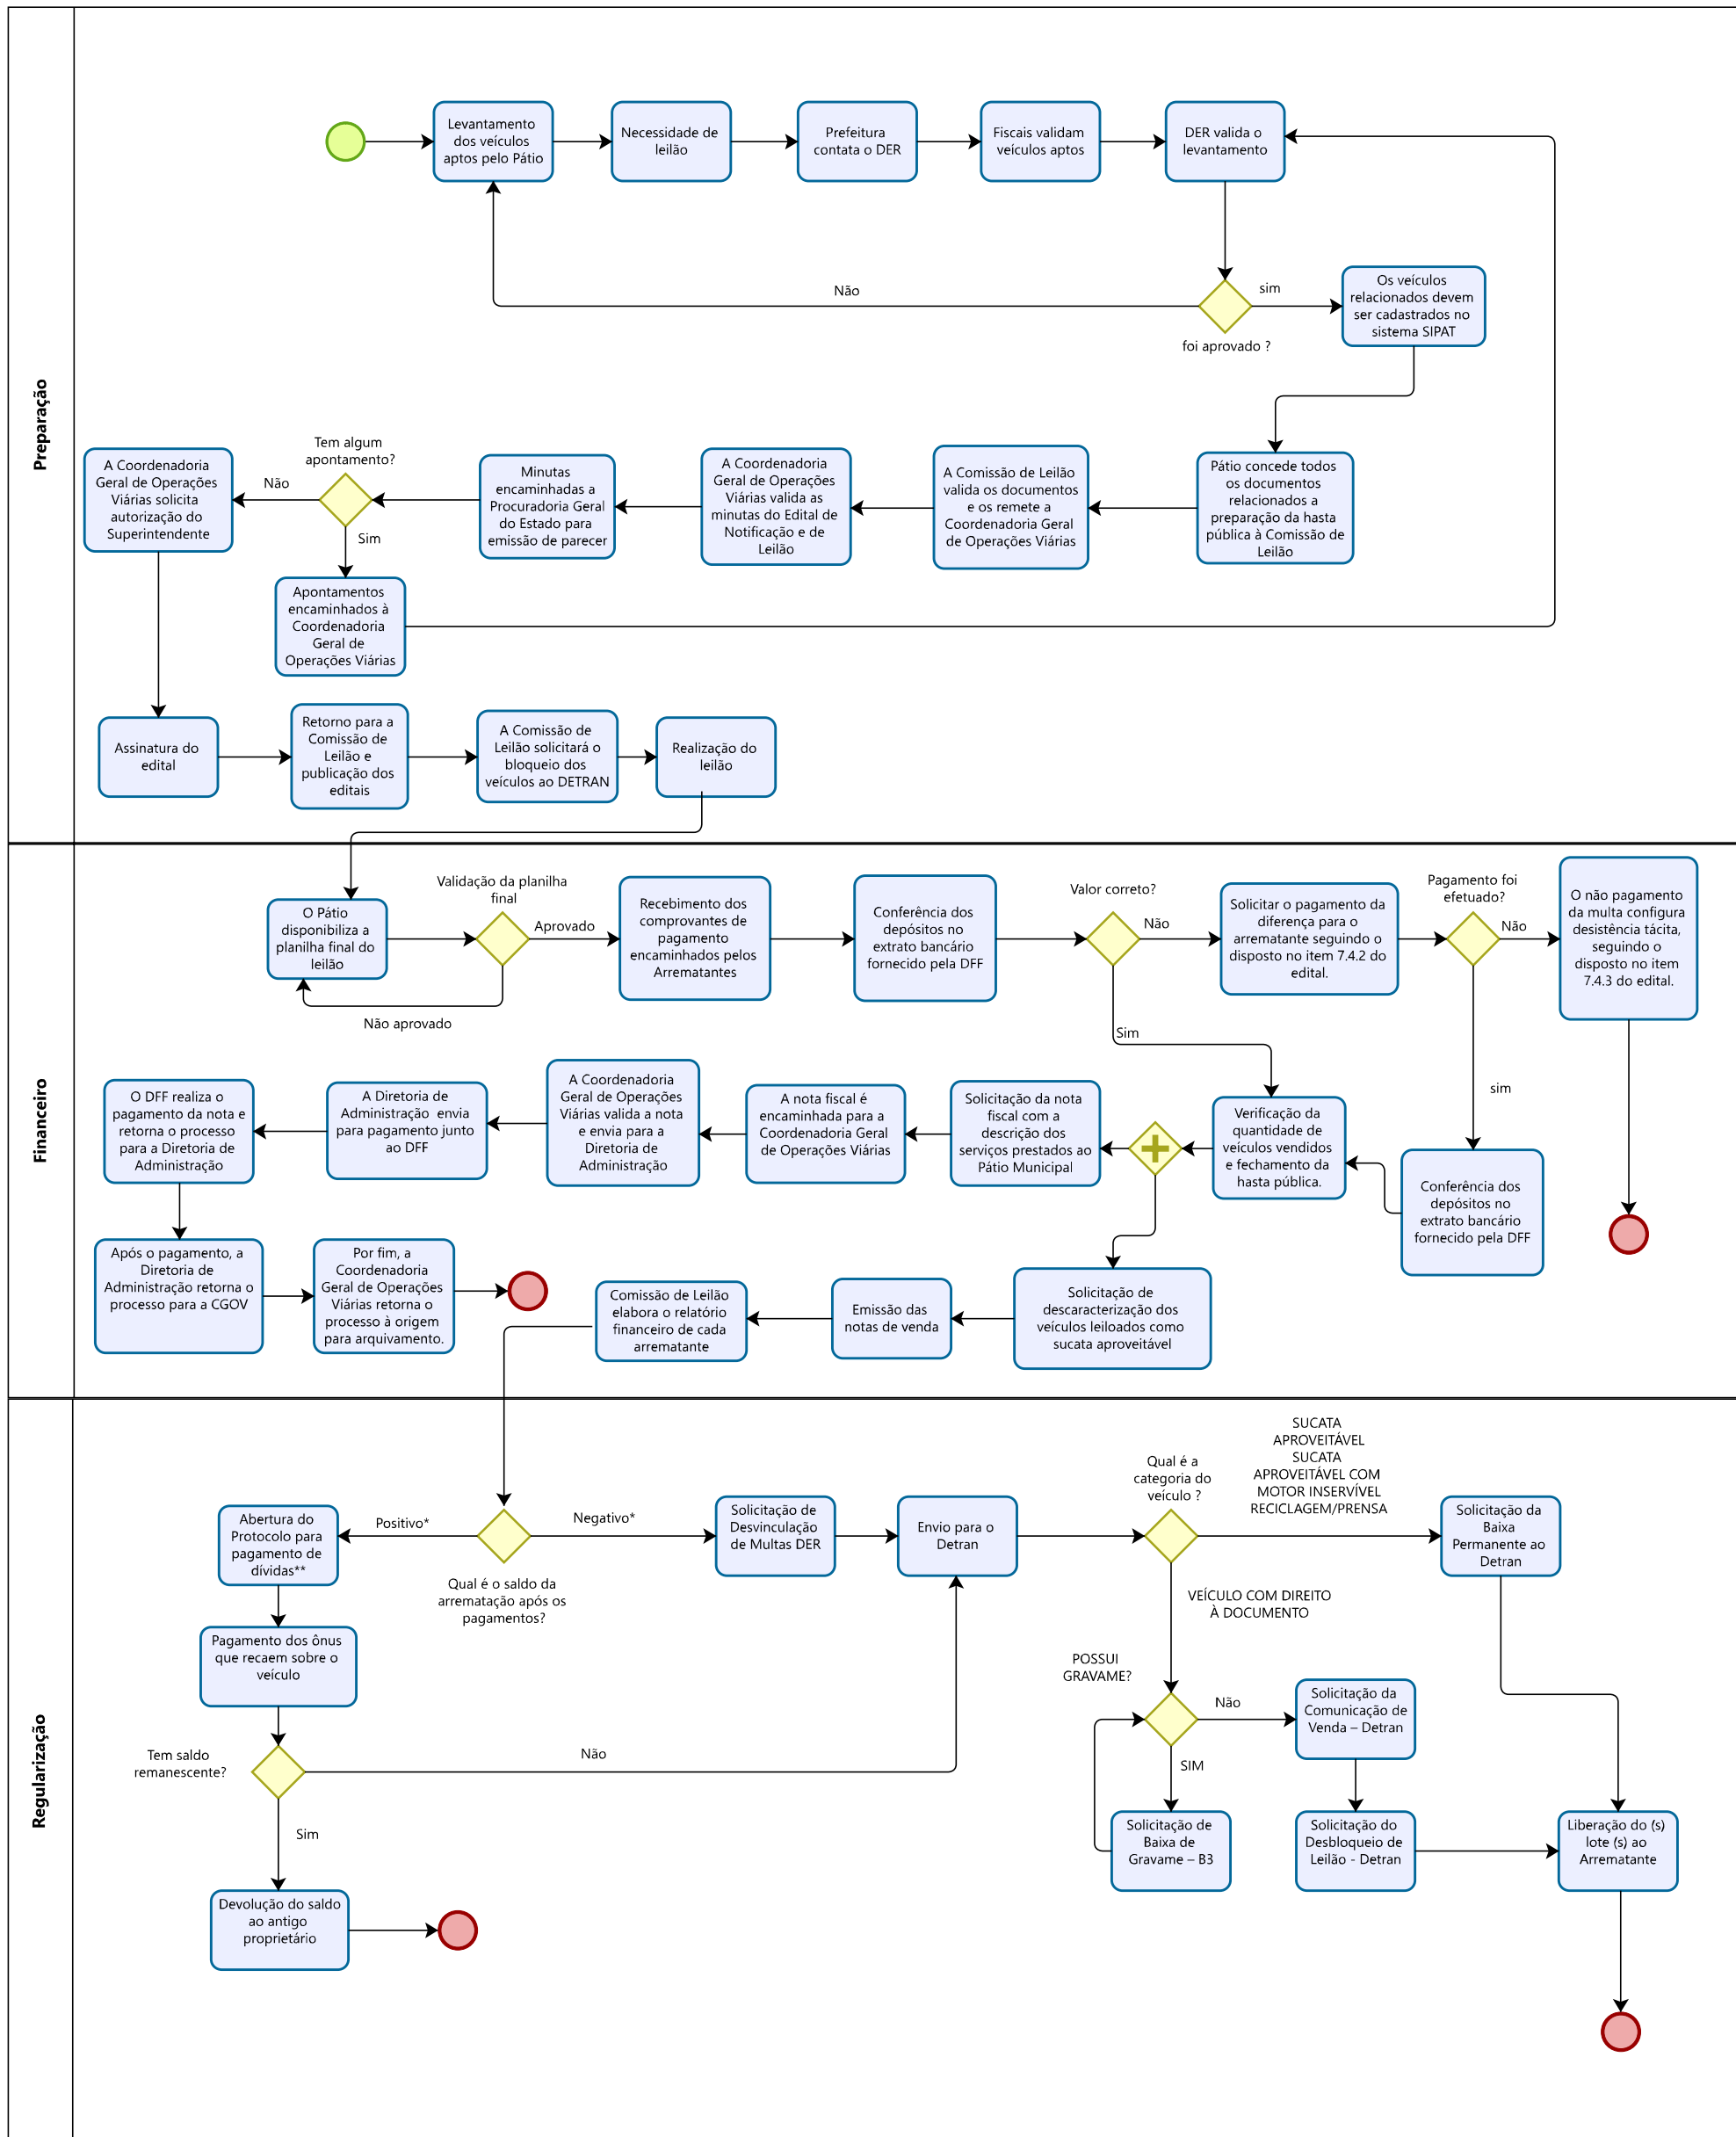 Preparação
Levantamento
dos veículos
aptos pelo Pátio
Necessidade de
leilão
Prefeitura
contata o DER
Fiscais validam
veículos aptos
DER valida o
levantamento
Não
sim
foi aprovado ?
Os veículos
relacionados devem
ser cadastrados no
sistema SIPAT
Pátio concede todos
os documentos
relacionados a
preparação da hasta
pública à Comissão de
Leilão
A Comissão de Leilão
valida os documentos
e os remete a
Coordenadoria Geral
de Operações Viárias
A Coordenadoria
Geral de Operações
Viárias valida as
minutas do Edital de
Notificação e de
Leilão
Minutas
encaminhadas a
Procuradoria Geral
do Estado para
emissão de parecer
Tem algum
apontamento?
Não
Sim
A Coordenadoria
Geral de Operações
Viárias solicita
autorização do
Superintendente
Apontamentos
encaminhados à
Coordenadoria
Geral de
Operações Viárias
Assinatura do
edital
Retorno para a
Comissão de
Leilão e
publicação dos
editais
A Comissão de
Leilão solicitará o
bloqueio dos
veículos ao DETRAN
Realização do
leilão
Financeiro
O Pátio
disponibiliza a
planilha final do
leilão
Validação da planilha
final
Aprovado
Não aprovado
Recebimento dos
comprovantes de
pagamento
encaminhados pelos
Arrematantes
Conferência dos
depósitos no
extrato bancário
fornecido pela DFF
Valor correto?
Não
Sim
Solicitar o pagamento da
diferença para o
arrematante seguindo o
disposto no item 7.4.2 do
edital.
Pagamento foi
efetuado?
Não
sim
O não pagamento
da multa configura
desistência tácita,
seguindo o
disposto no item
7.4.3 do edital.
Conferência dos
depósitos no
extrato bancário
fornecido pela DFF
Verificação da
quantidade de
veículos vendidos
e fechamento da
hasta pública.
Solicitação da nota
fiscal com a
descrição dos
serviços prestados ao
Pátio Municipal
A nota fiscal é
encaminhada para a
Coordenadoria Geral
de Operações Viárias
A Coordenadoria
Geral de Operações
Viárias valida a nota
e envia para a
Diretoria de
Administração
A Diretoria de
Administração envia
para pagamento junto
ao DFF
O DFF realiza o
pagamento da nota e
retorna o processo
para a Diretoria de
Administração
Após o pagamento, a
Diretoria de
Administração retorna o
processo para a CGOV
Por fim, a
Coordenadoria
Geral de Operações
Viárias retorna o
processo à origem
para arquivamento.
Solicitação de
descaracterização dos
veículos leiloados como
sucata aproveitável
Emissão das
notas de venda
Comissão de Leilão
elabora o relatório
financeiro de cada
arrematante
Regularização
Qual é o saldo da
arrematação após os
pagamentos?
Positivo*
Negativo*
Abertura do
Protocolo para
pagamento de
dívidas**
Pagamento dos ônus
que recaem sobre o
veículo
Tem saldo
remanescente?
Não
Sim
Devolução do saldo
ao antigo
proprietário
Solicitação de
Desvinculação
de Multas DER
Envio para o
Detran
Qual é a
categoria do
veículo ?
SUCATA
APROVEITÁVEL
SUCATA
APROVEITÁVEL COM
MOTOR INSERVÍVEL
RECICLAGEM/PRENSA
VEÍCULO COM DIREITO
À DOCUMENTO
Solicitação da
Baixa
Permanente ao
Detran
POSSUI
GRAVAME?
Não
SIM
Solicitação da
Comunicação de
Venda – Detran
Solicitação de
Baixa de
Gravame – B3
Solicitação do
Desbloqueio de
Leilão - Detran
Liberação do (s)
lote (s) ao
Arrematante